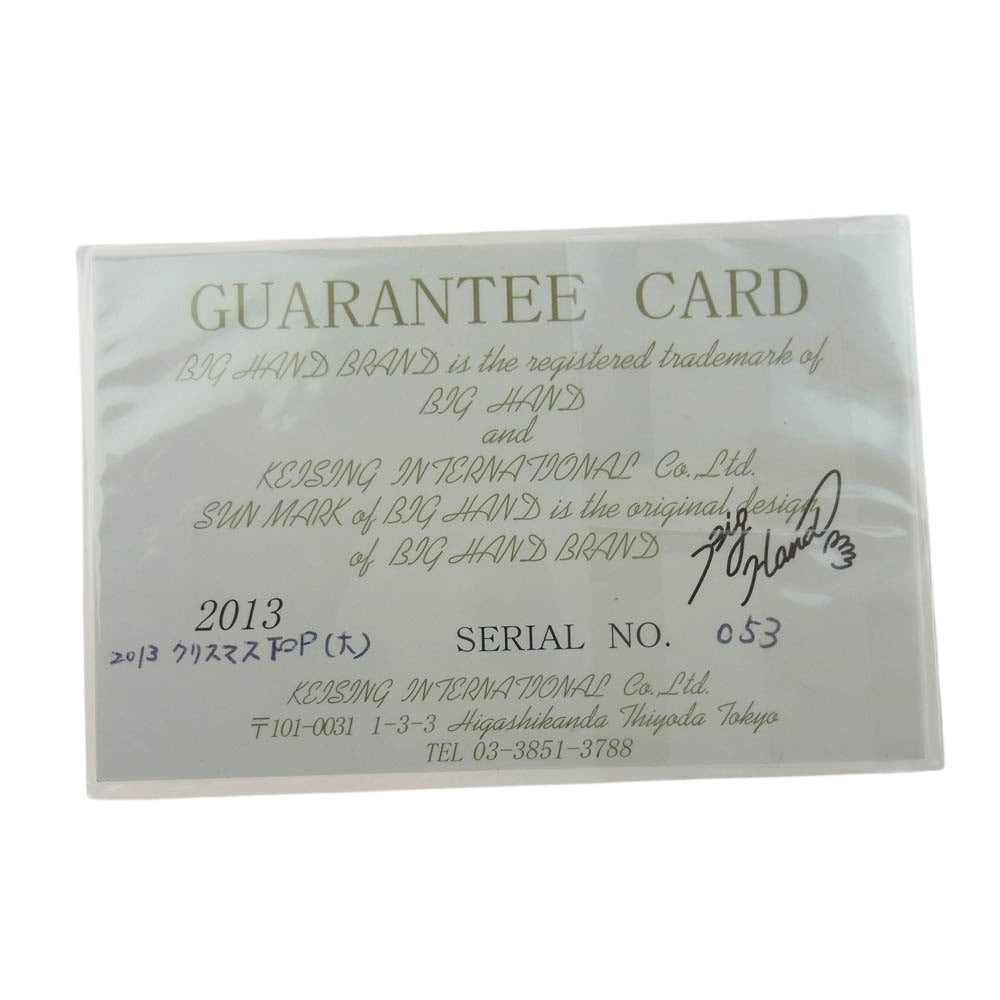 GUARANTEE CARD
BIG HAND BRAND is the registered trademark of
BIG HAND
and
KEISING INTERNATIONAL Co.,Ltd.
SUN MARK of BIG HAND is the original design
of BIG HAND BRAND
Big Hand
2013
2013 クリスマスTOP(大)
SERIAL NO. 053
KEISING INTERNATIONAL Co.,Ltd.
〒101-0031 1-3-3 Higashikanda Thiyoda Tokyo
TEL 03-3851-3788